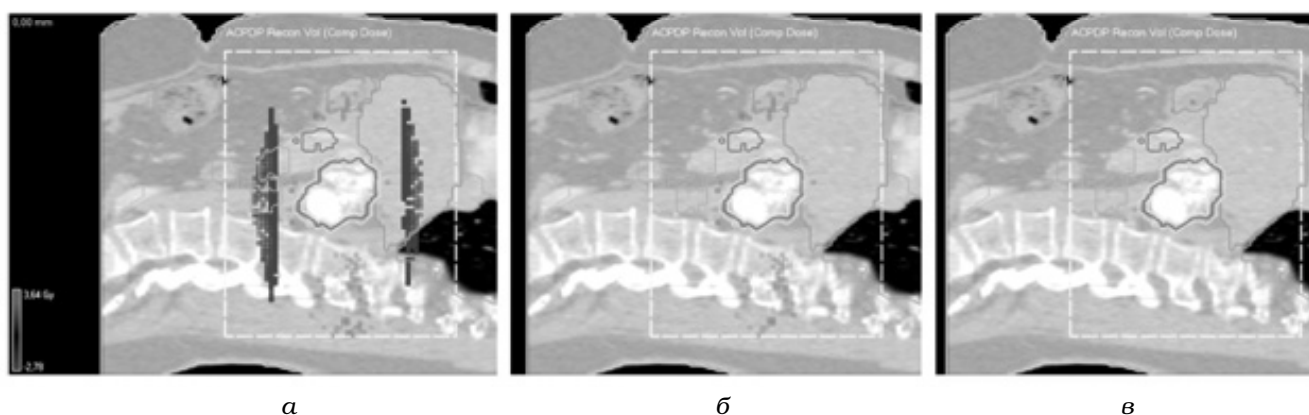 0,00 mm
ACPDP Recon Vol (Comp Dose)
ACPDP Recon Vol (Comp Dose)
ACPDP Recon Vol (Comp Dose)
3,64 Gy
-2,79
а
б
в